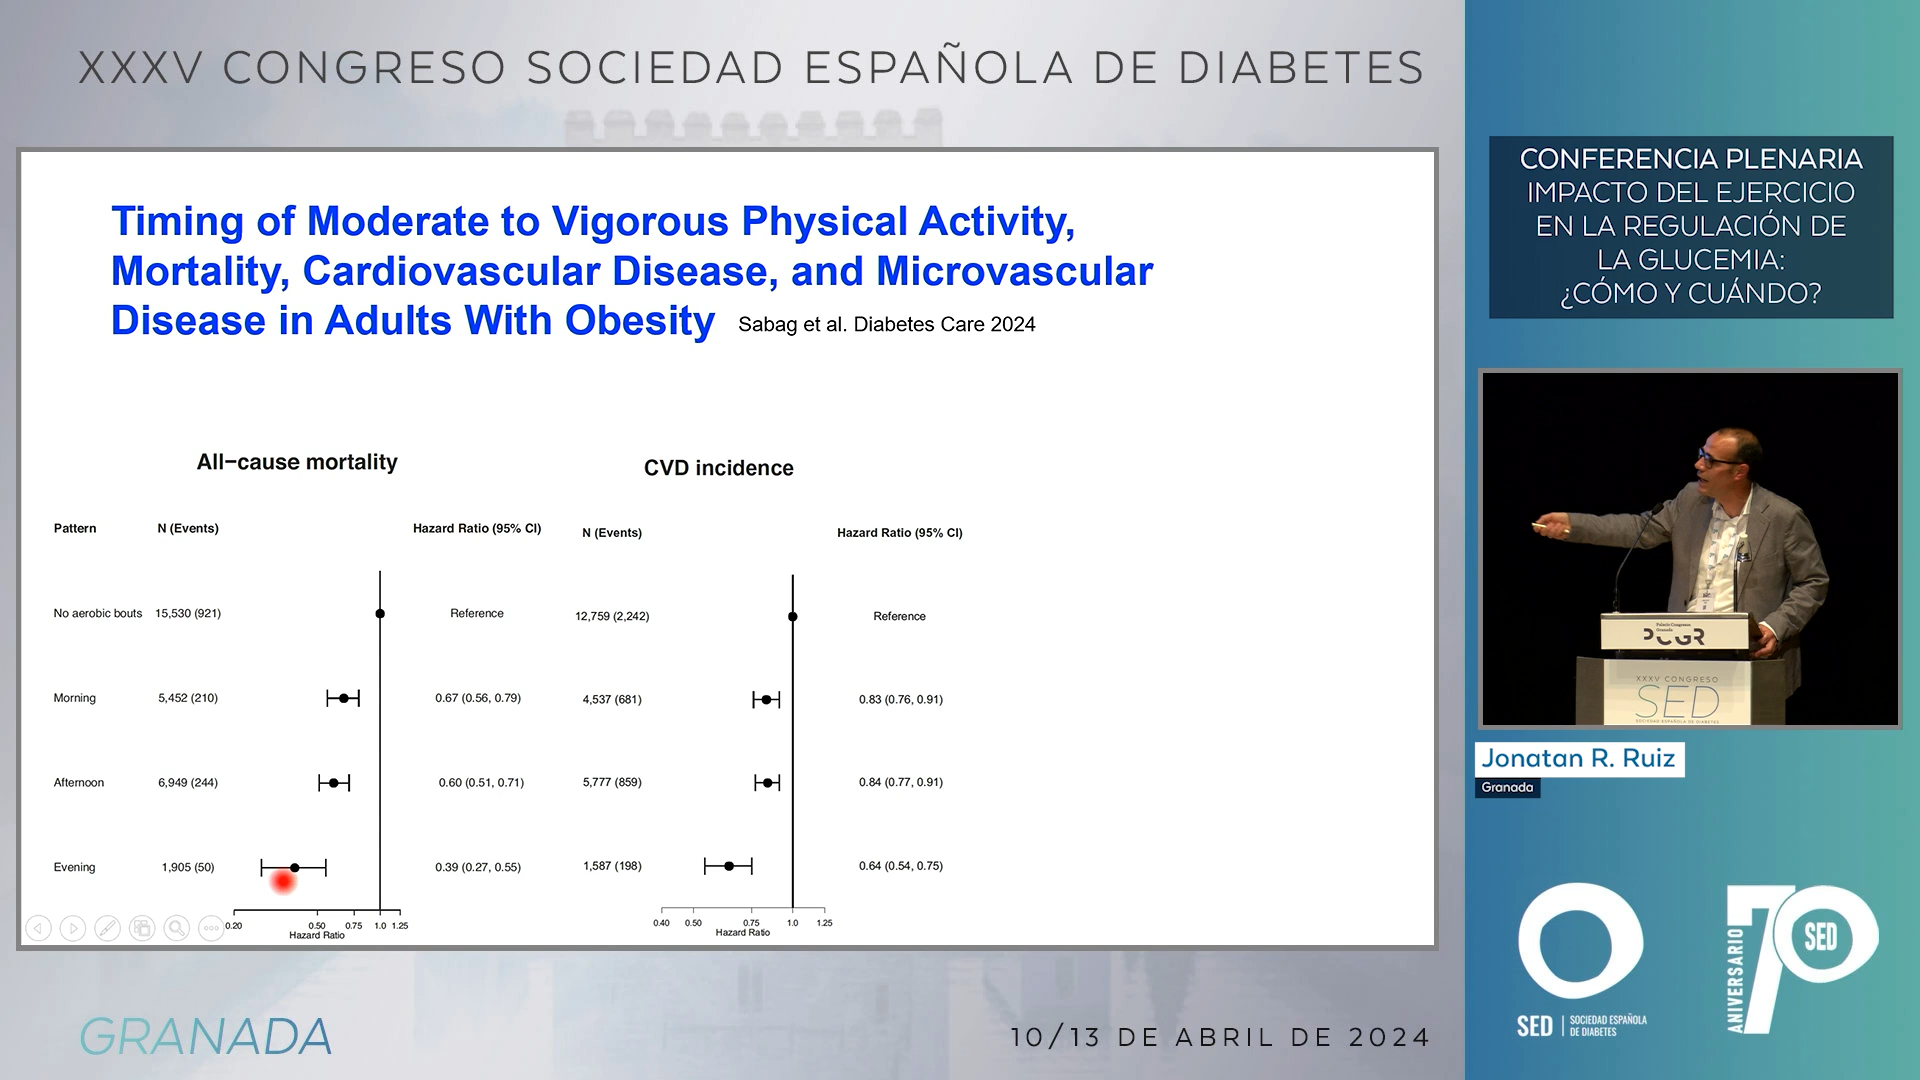 XXXV CONGRESO SOCIEDAD ESPAÑOLA DE DIABETES
Timing of Moderate to Vigorous Physical Activity,
Mortality, Cardiovascular Disease, and Microvascular
Disease in Adults With Obesity Sabag et al. Diabetes Care 2024
All-cause mortality
Pattern N (Events) Hazard Ratio (95% CI)
No aerobic bouts 15,530 (921) Reference
Morning 5,452 (210) 0.67 (0.56, 0.79)
Afternoon 6,949 (244) 0.60 (0.51, 0.71)
Evening 1,905 (50) 0.39 (0.27, 0.55)
0.20 0.50 0.75 1.0 1.25
Hazard Ratio
CVD incidence
N (Events) Hazard Ratio (95% CI)
12,759 (2,242) Reference
4,537 (681) 0.83 (0.76, 0.91)
5,777 (859) 0.84 (0.77, 0.91)
1,587 (198) 0.64 (0.54, 0.75)
0.40 0.50 0.75 1.0 1.25
Hazard Ratio
CONFERENCIA PLENARIA
IMPACTO DEL EJERCICIO
EN LA REGULACIÓN DE
LA GLUCEMIA:
¿CÓMO Y CUÁNDO?
Palacio Congresos
Granada
PCGR
XXXV CONGRESO
SED
SOCIEDAD ESPAÑOLA DE DIABETES
Jonatan R. Ruiz
Granada
SED SOCIEDAD ESPAÑOLA
DE DIABETES
ANIVERSARIO
70
SED
GRANADA
10/13 DE ABRIL DE 2024